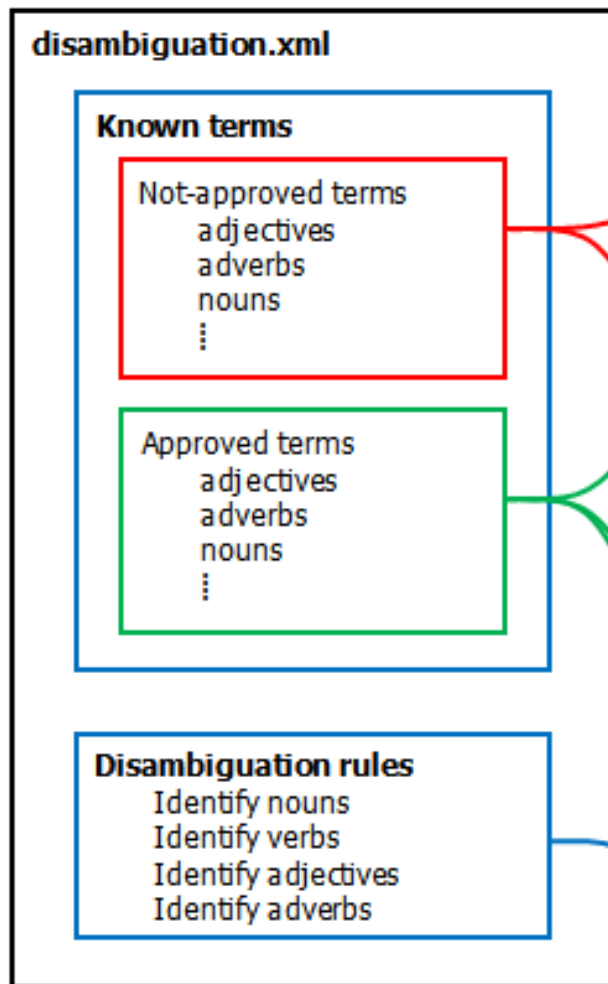 disambiguation.xml
Known terms
Not-approved terms
adjectives
adverbs
nouns
⁞
Approved terms
adjectives
adverbs
nouns
⁞
Disambiguation rules
Identify nouns
Identify verbs
Identify adjectives
Identify adverbs